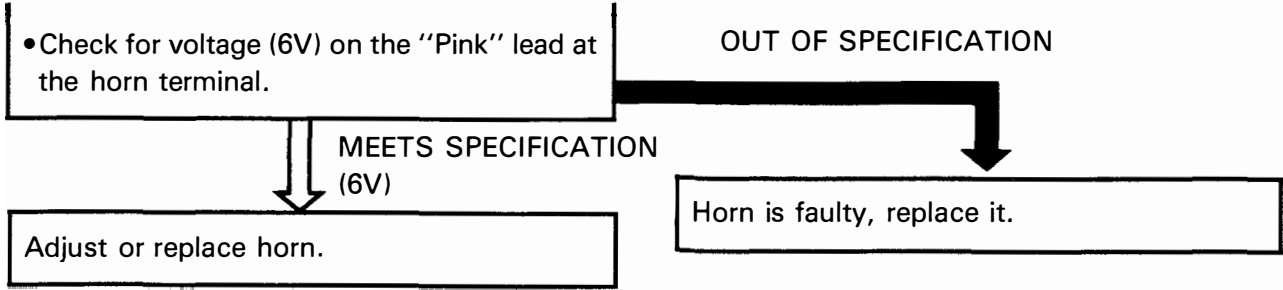 •Check for voltage (6V) on the ''Pink'' lead at
the horn terminal.
OUT OF SPECIFICATION
MEETS SPECIFICATION
(6V)
Horn is faulty, replace it.
Adjust or replace horn.